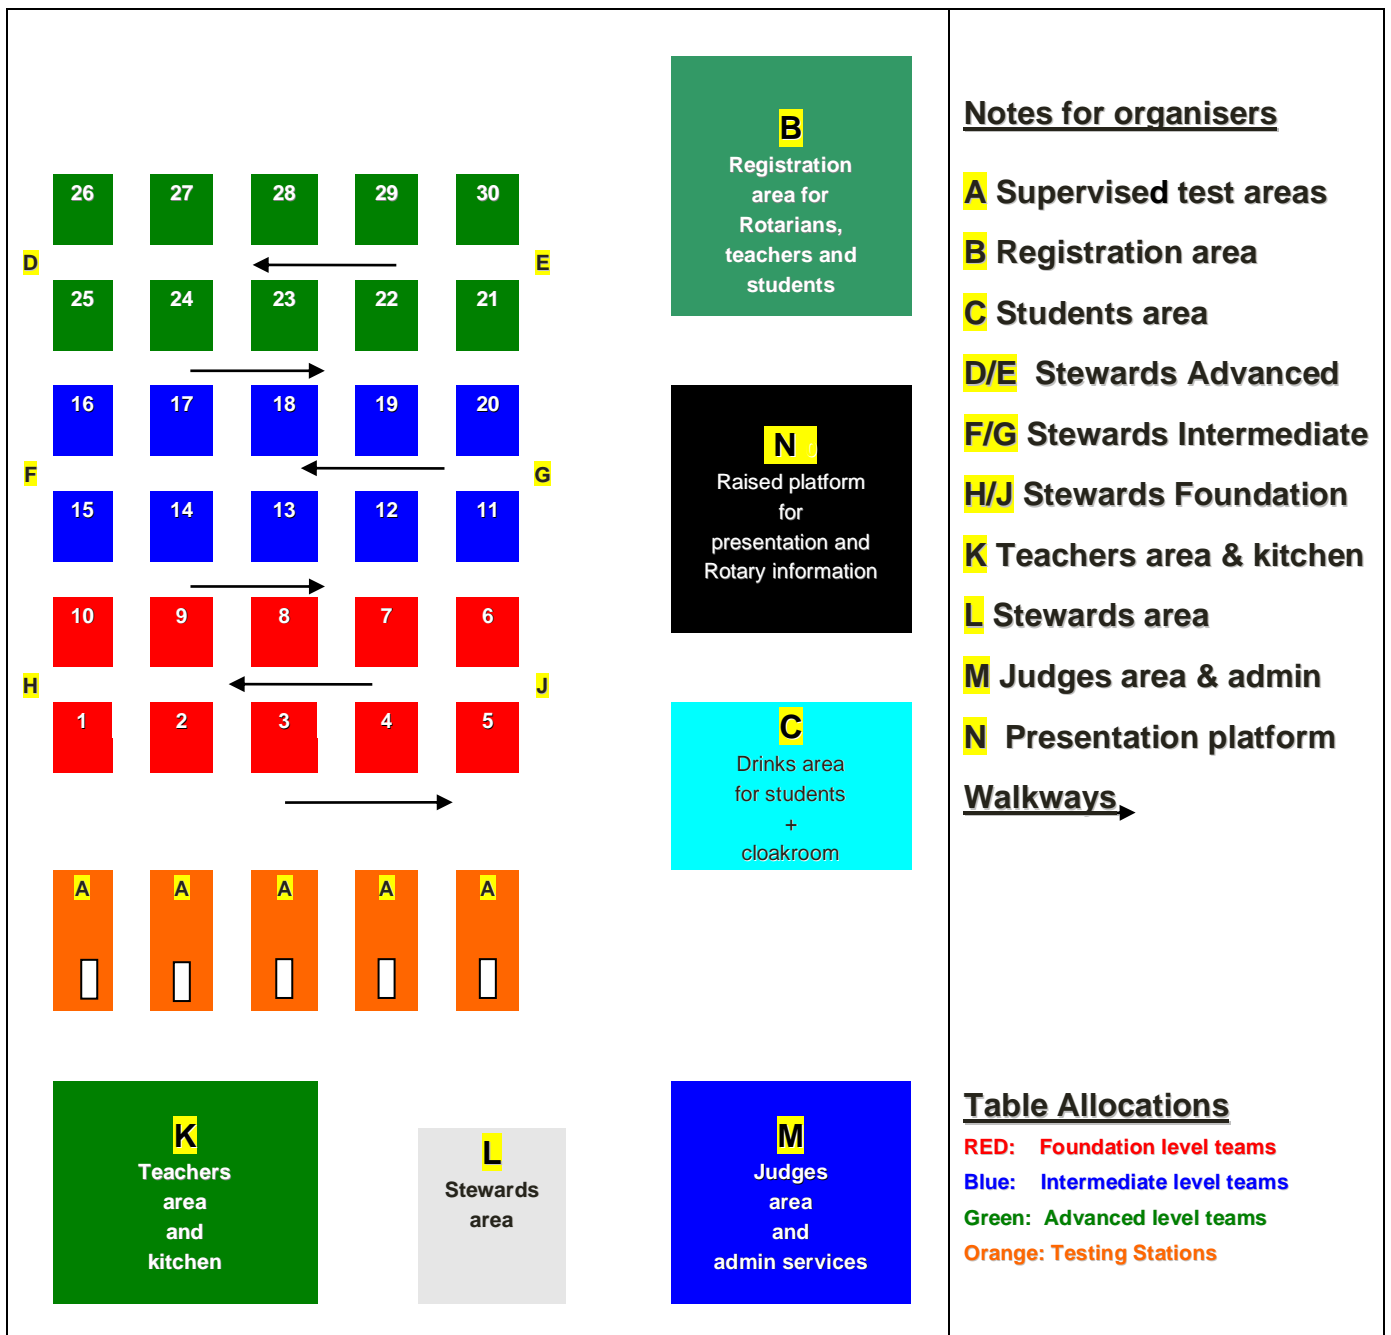 B
Registration
area for
Rotarians,
teachers and
students
26 27 28 29 30
D E
25 24 23 22 21
16 17 18 19 20
F G
15 14 13 12 11
10 9 8 7 6
H J
1 2 3 4 5
N
Raised platform
for
presentation and
Rotary information
C
Drinks area
for students
+
cloakroom
A A A A A
K
Teachers
area
and
kitchen
L
Stewards
area
M
Judges
area
and
admin services
Notes for organisers
A Supervised test areas
B Registration area
C Students area
D/E Stewards Advanced
F/G Stewards Intermediate
H/J Stewards Foundation
K Teachers area & kitchen
L Stewards area
M Judges area & admin
N Presentation platform
Walkways
Table Allocations
RED: Foundation level teams
Blue: Intermediate level teams
Green: Advanced level teams
Orange: Testing Stations